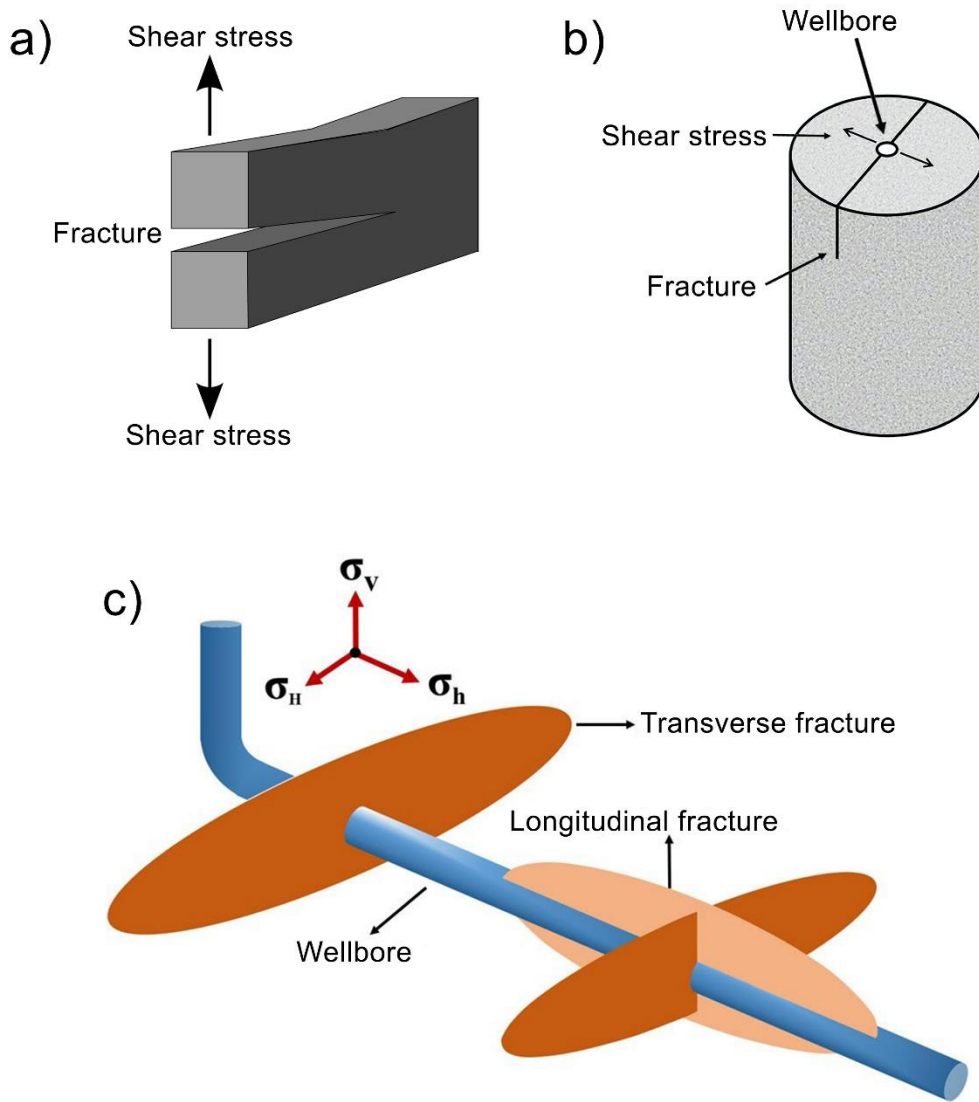 a)
Shear stress
Fracture
Shear stress
b)
Wellbore
Shear stress
Fracture
c)
σv
σH
σh
Transverse fracture
Longitudinal fracture
Wellbore